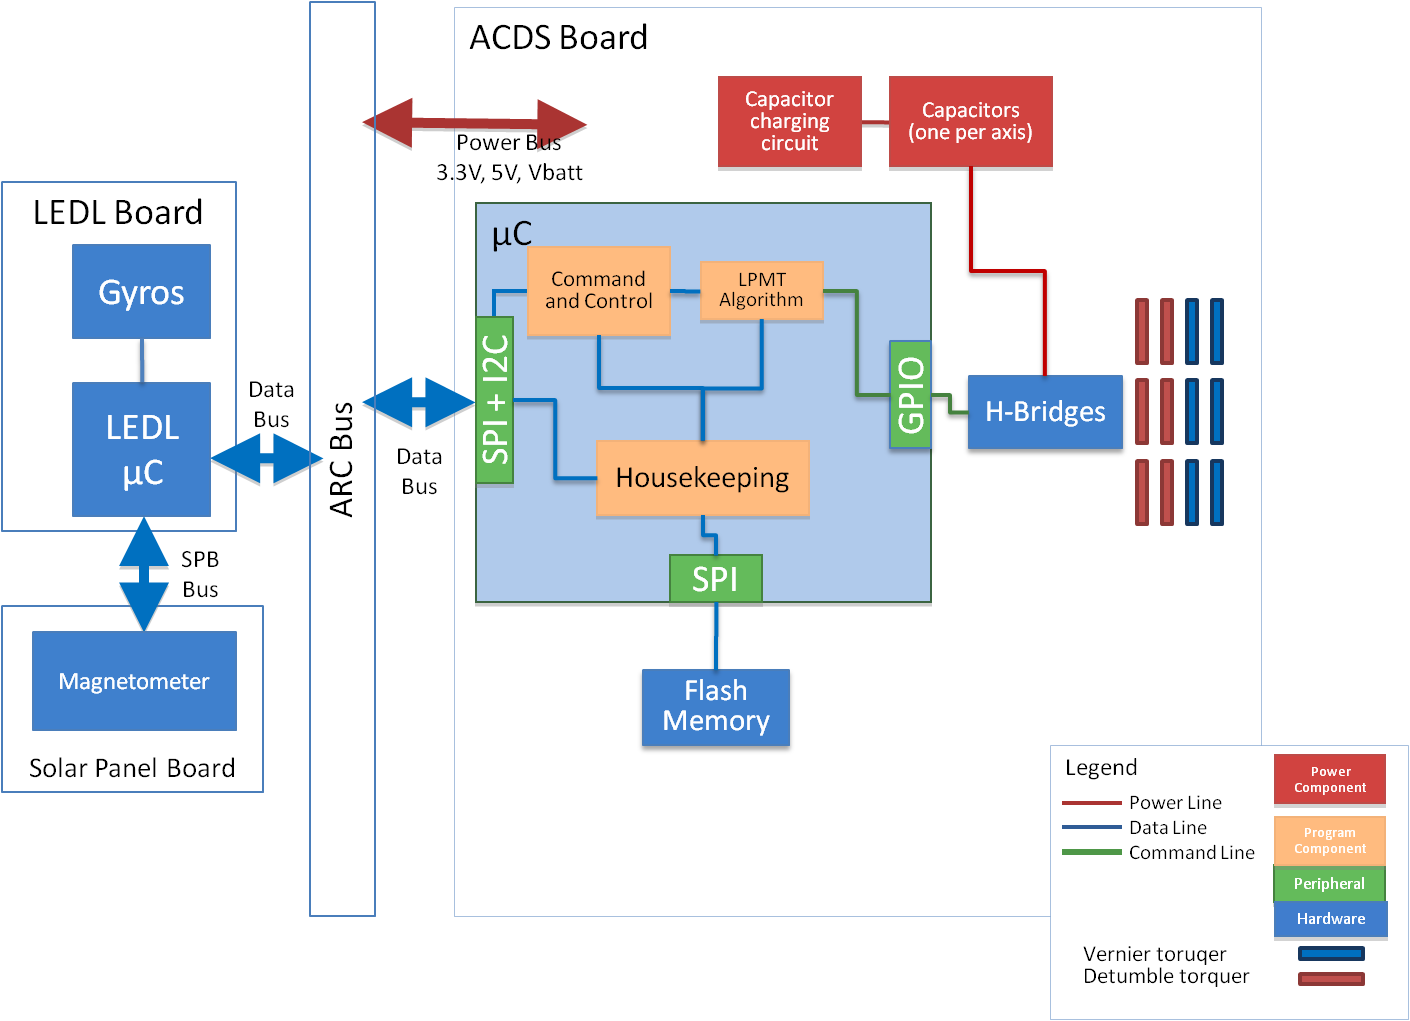 ACDS Board
Capacitor
charging
circuit
Capacitors
(one per axis)
Power Bus
3.3V, 5V, Vbatt
LEDL Board
Gyros
LEDL
µC
Data
Bus
ARC Bus
Data
Bus
SPB
Bus
Magnetometer
Solar Panel Board
µC
Command
and Control
LPMT
Algorithm
SPI + I2C
GPIO
H-Bridges
Housekeeping
SPI
Flash
Memory
Legend
Power Line
Data Line
Command Line
Power
Component
Program
Component
Peripheral
Hardware
Vernier toruqer
Detumble torquer